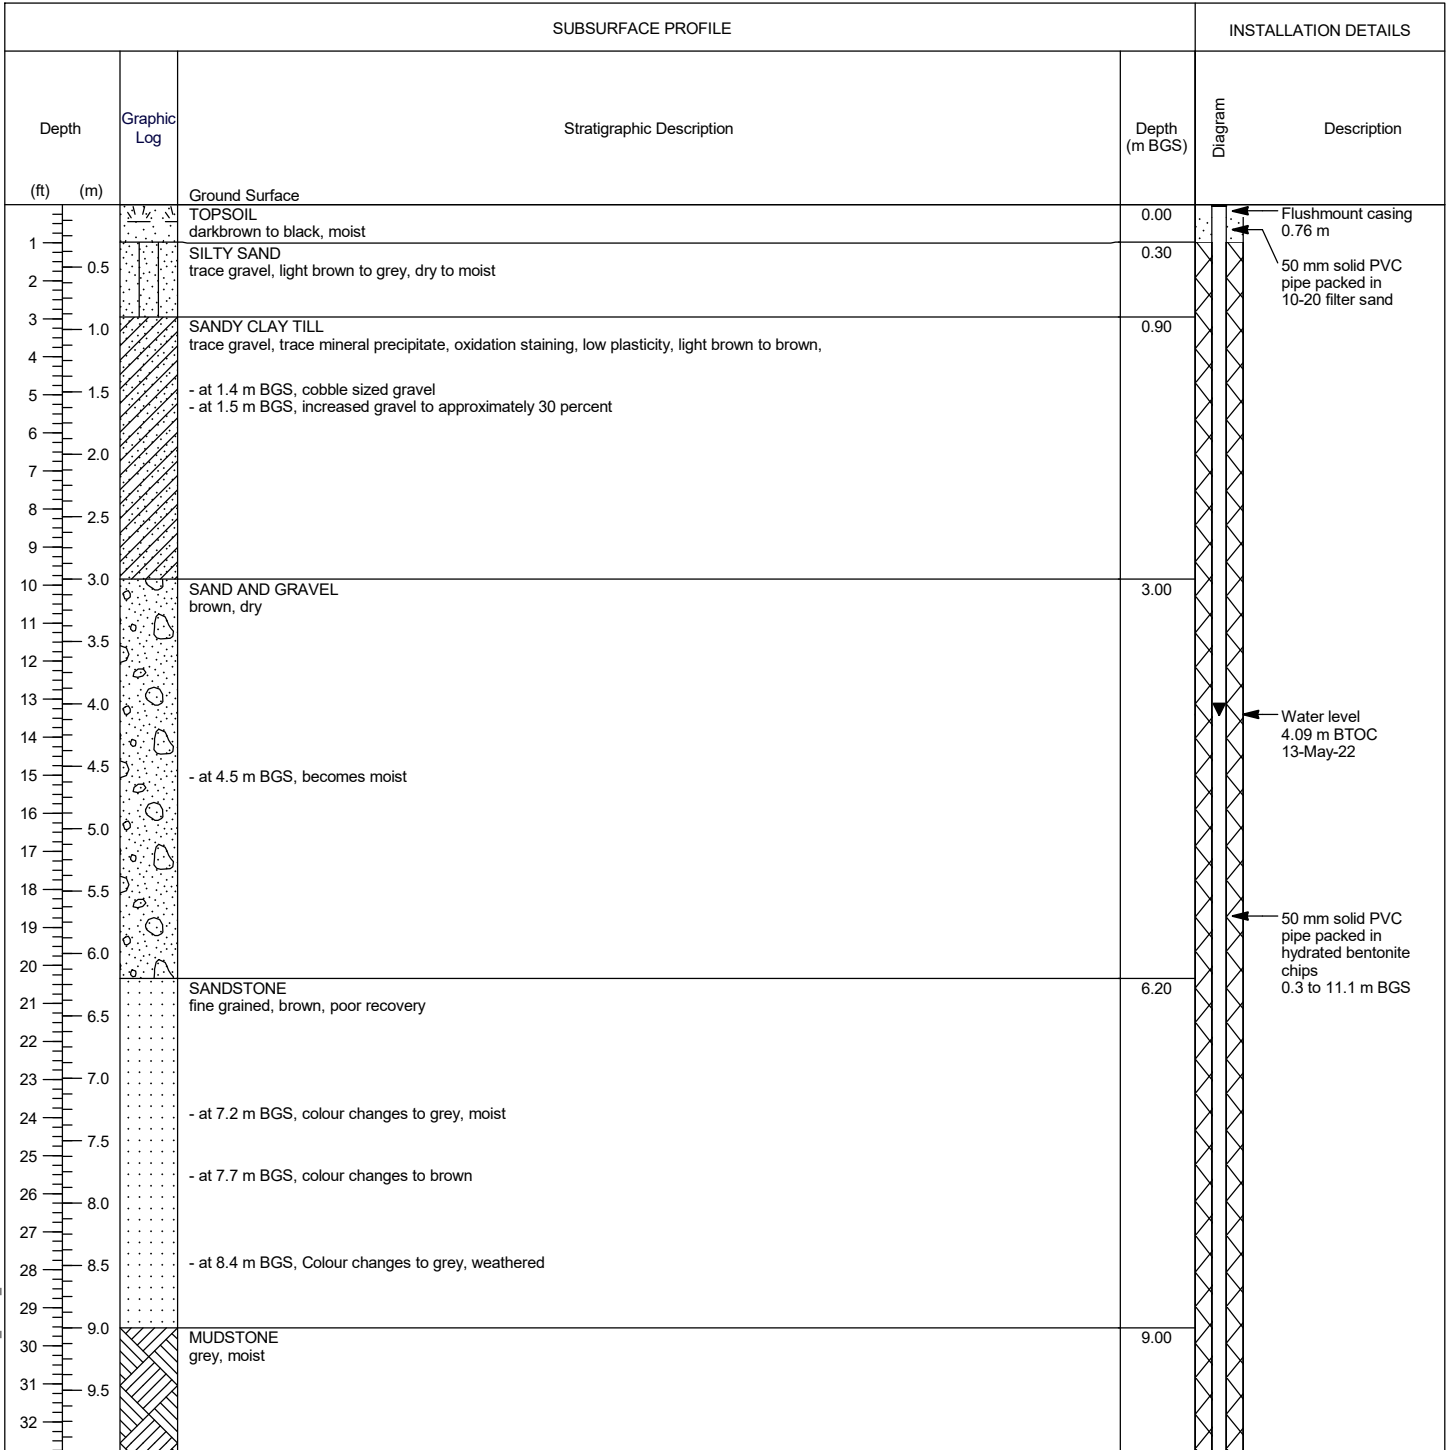 SUBSURFACE PROFILE
INSTALLATION DETAILS
Depth
Graphic
Log
Stratigraphic Description
Depth
(m BGS)
Diagram
Description
(ft) (m)
Ground Surface
TOPSOIL
darkbrown to black, moist
0.00
SILTY SAND
trace gravel, light brown to grey, dry to moist
0.30
SANDY CLAY TILL
trace gravel, trace mineral precipitate, oxidation staining, low plasticity, light brown to brown,
0.90
- at 1.4 m BGS, cobble sized gravel
- at 1.5 m BGS, increased gravel to approximately 30 percent
SAND AND GRAVEL
brown, dry
3.00
- at 4.5 m BGS, becomes moist
SANDSTONE
fine grained, brown, poor recovery
6.20
- at 7.2 m BGS, colour changes to grey, moist
- at 7.7 m BGS, colour changes to brown
- at 8.4 m BGS, Colour changes to grey, weathered
MUDSTONE
grey, moist
9.00
1
2
3
4
5
6
7
8
9
10
11
12
13
14
15
16
17
18
19
20
21
22
23
24
25
26
27
28
29
30
31
32
0.5
1.0
1.5
2.0
2.5
3.0
3.5
4.0
4.5
5.0
5.5
6.0
6.5
7.0
7.5
8.0
8.5
9.0
9.5
Flushmount casing
0.76 m
50 mm solid PVC
pipe packed in
10-20 filter sand
Water level
4.09 m BTOC
13-May-22
50 mm solid PVC
pipe packed in
hydrated bentonite
chips
0.3 to 11.1 m BGS